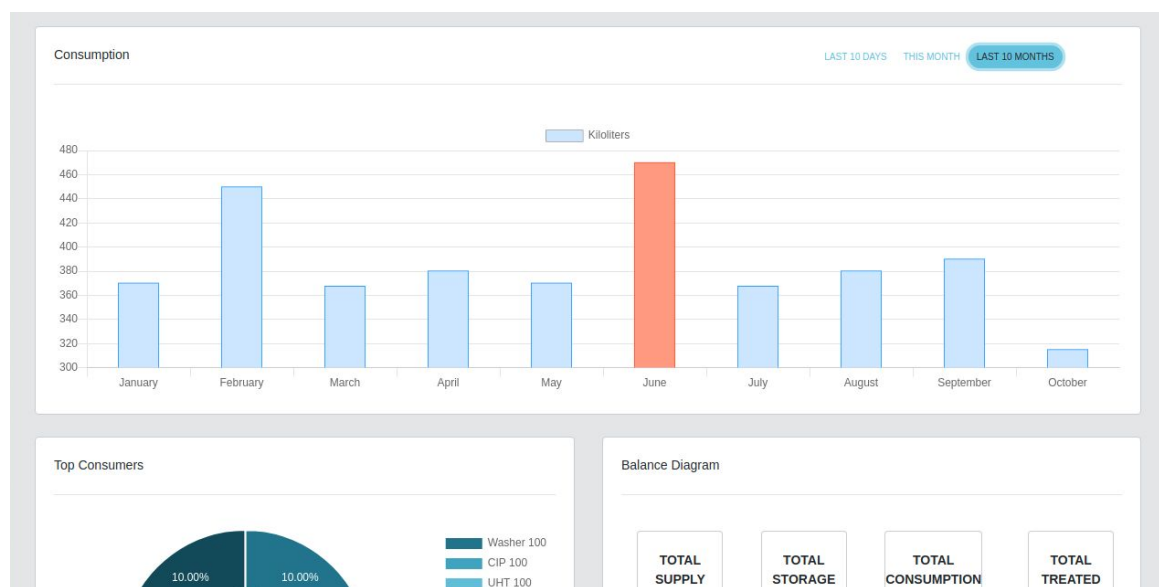 Consumption
LAST 10 DAYS THIS MONTH LAST 10 MONTHS
Kiloliters
480
460
440
420
400
380
360
340
320
300
January February March April May June July August September October
Top Consumers
Washer 100
CIP 100
UHT 100
10.00% 10.00%
Balance Diagram
TOTAL SUPPLY
TOTAL STORAGE
TOTAL CONSUMPTION
TOTAL TREATED